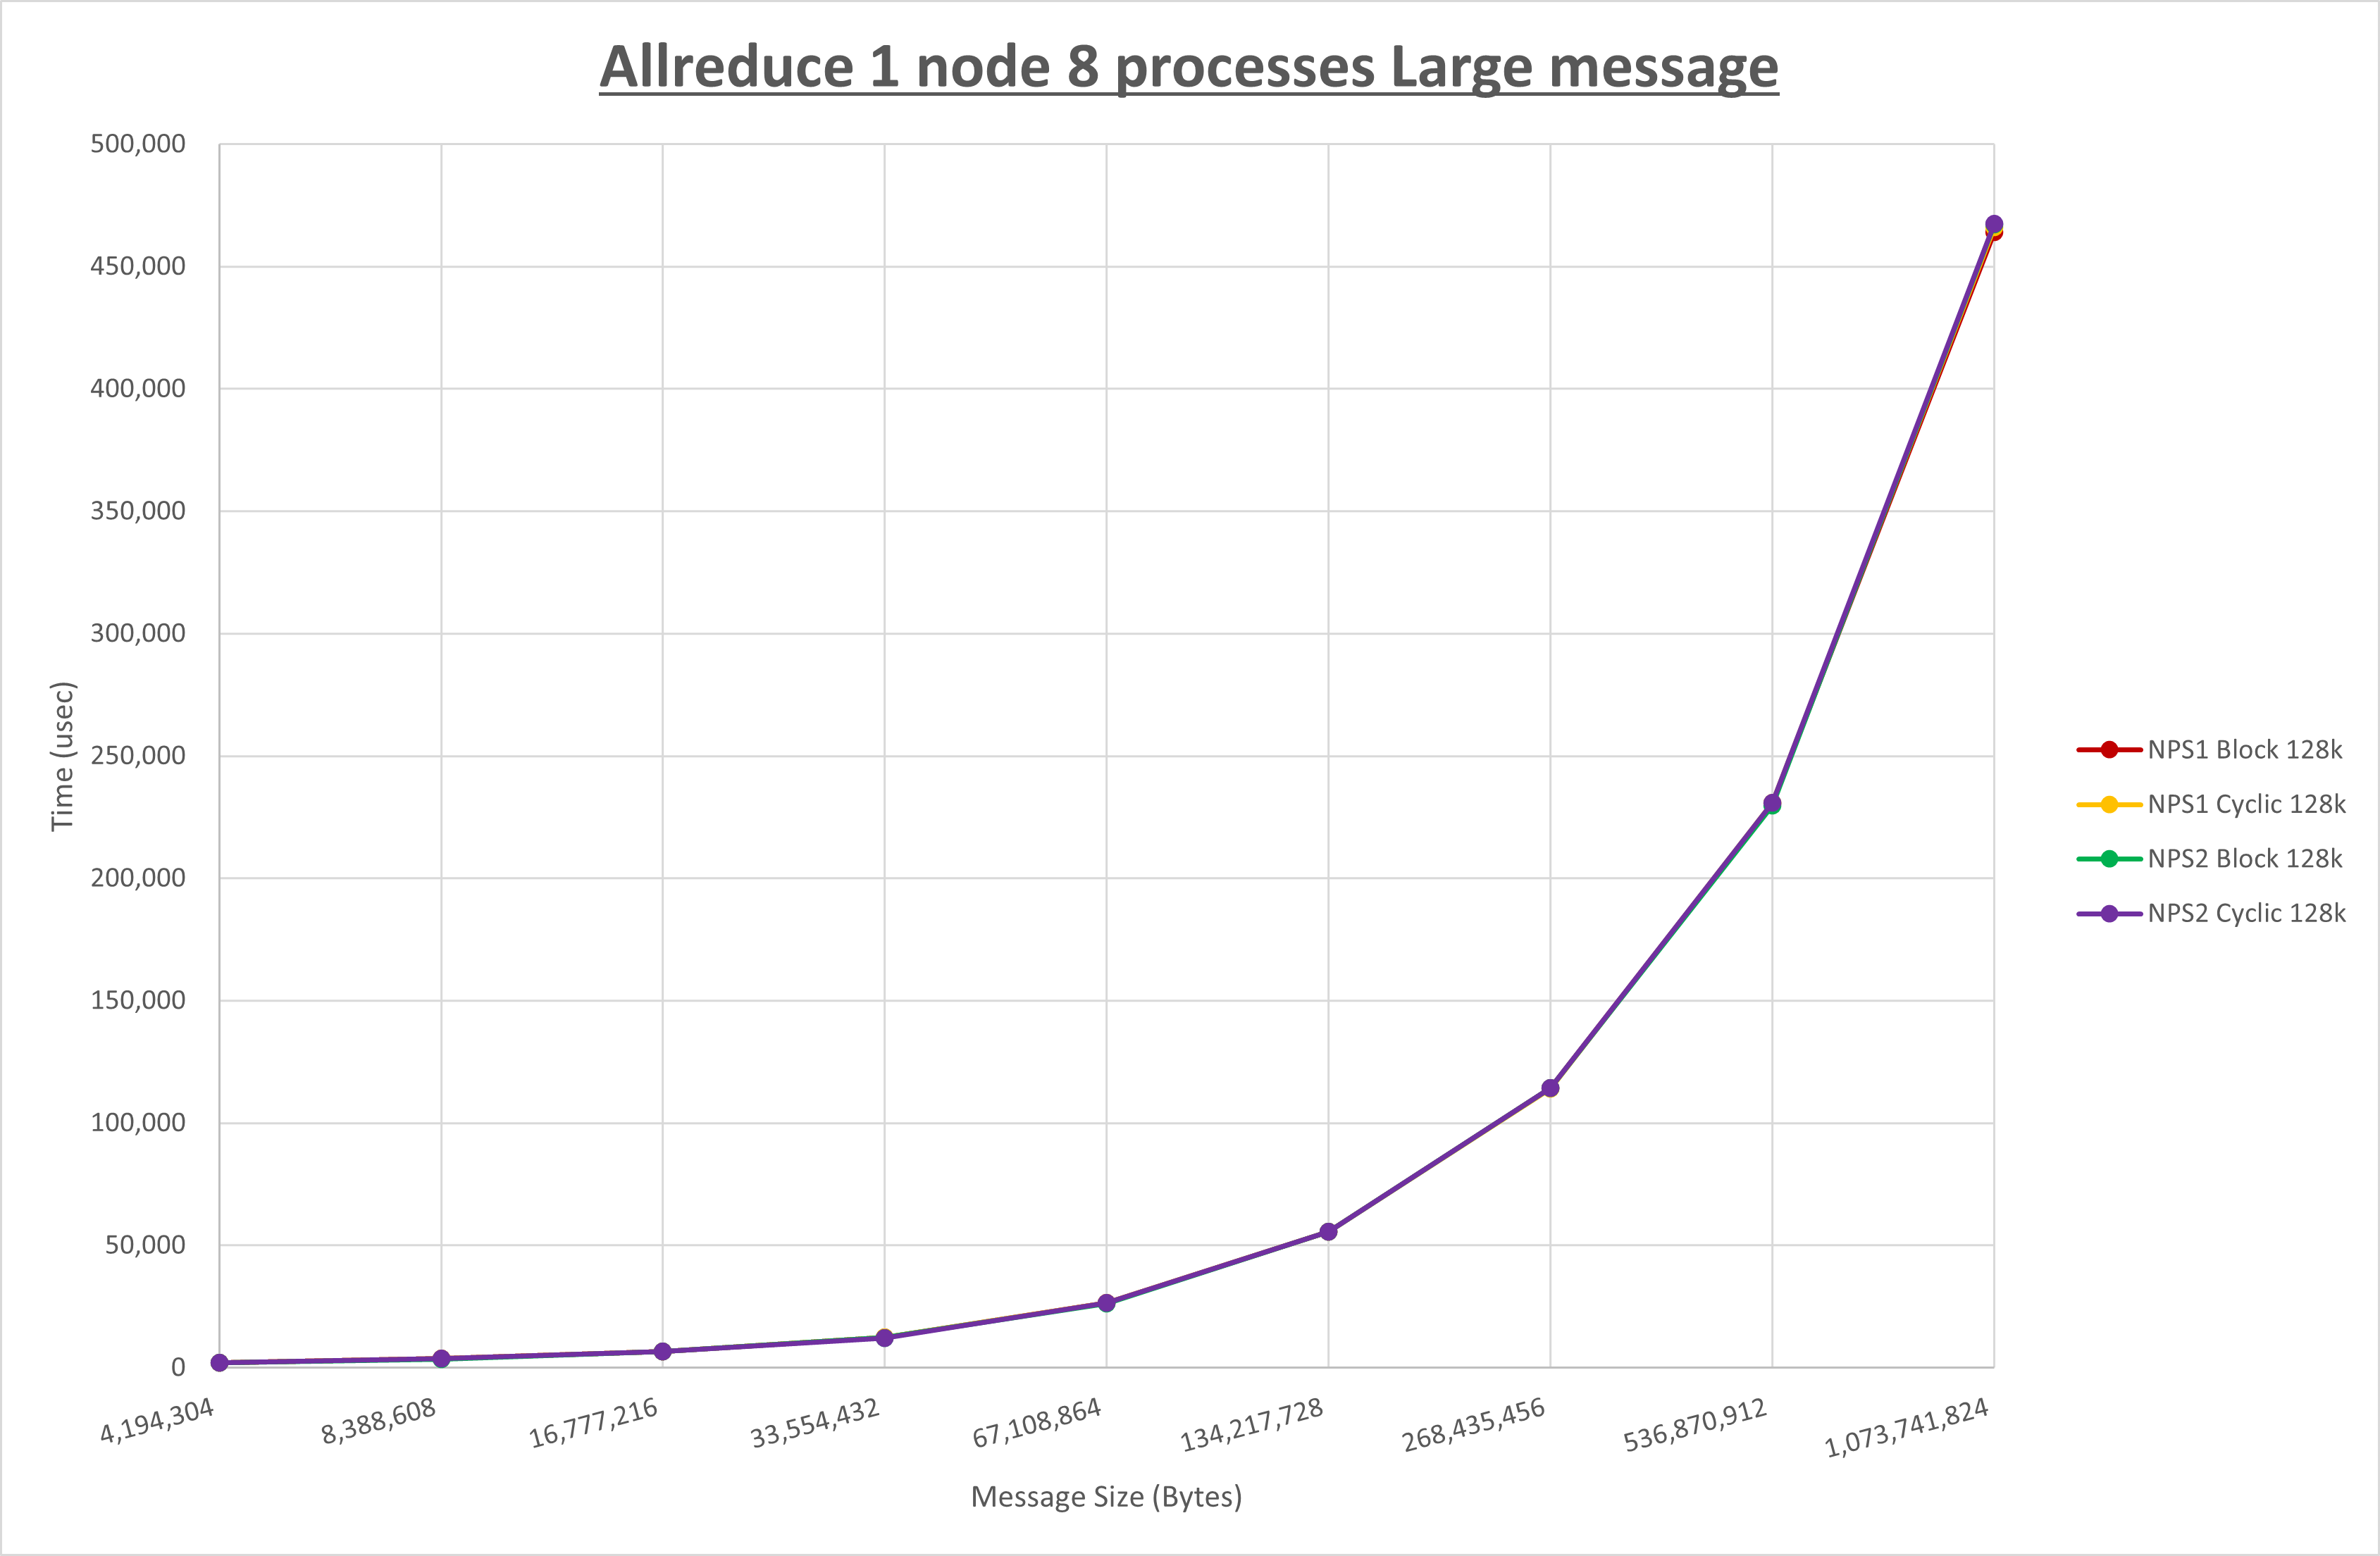 Allreduce 1 node 8 processes Large message
500,000
450,000
400,000
350,000
300,000
250,000
200,000
150,000
100,000
50,000
0
Time (usec)
4,194,304
8,388,608
16,777,216
33,554,432
67,108,864
134,217,728
268,435,456
536,870,912
1,073,741,824
Message Size (Bytes)
NPS1 Block 128k
NPS1 Cyclic 128k
NPS2 Block 128k
NPS2 Cyclic 128k